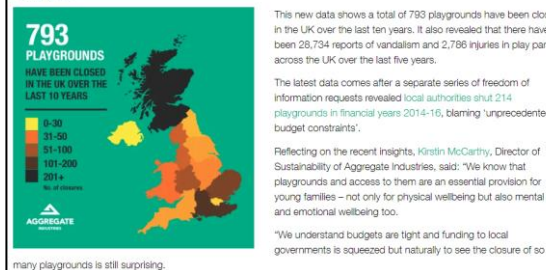 793
PLAYGROUNDS
HAVE BEEN CLOSED
IN THE UK OVER THE
LAST 10 YEARS
0-30
31-50
51-100
101-200
201+
No. of closures
AGGREGATE
INDUSTRIES
This new data shows a total of 793 playgrounds have been clos
in the UK over the last ten years. It also revealed that there have
been 28,734 reports of vandalism and 2,786 injuries in play par
across the UK over the last five years.
The latest data comes after a separate series of freedom of
information requests revealed local authorities shut 214
playgrounds in financial years 2014-16, blaming 'unprecedente
budget constraints'.
Reflecting on the recent insights, Kirstin McCarthy, Director of
Sustainability of Aggregate Industries, said: "We know that
playgrounds and access to them are an essential provision for
young families – not only for physical wellbeing but also mental
and emotional wellbeing too.
"We understand budgets are tight and funding to local
governments is squeezed but naturally to see the closure of so
many playgrounds is still surprising.